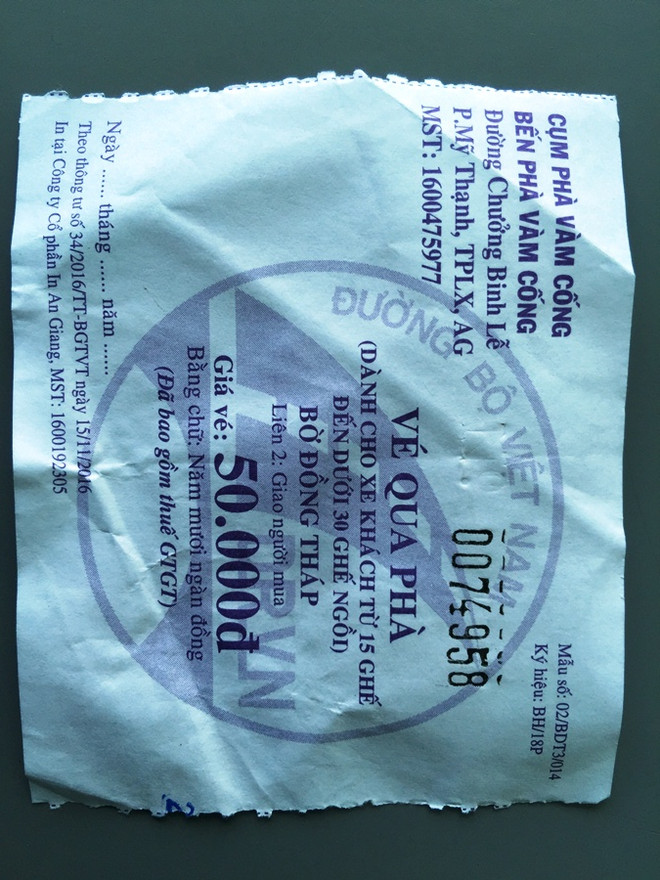 CỤM PHÀ VÀM CỐNG
BẾN PHÀ VÀM CỐNG
Đường Chưởng Binh Lễ
P.Mỹ Thạnh, TPLX, AG
MST: 1600475977
Mẫu số: 02/BDT3/014
Ký hiệu: BH/18P
0074958
ĐƯỜNG BỘ VIỆT NAM
VÉ QUA PHÀ
(DÀNH CHO XE KHÁCH TỪ 15 GHẾ
ĐẾN DƯỚI 30 GHẾ NGỒI)
BỜ ĐỒNG THÁP
Liên 2: Giao người mua
Giá vé: 50.000đ
Bằng chữ: Năm mươi ngàn đồng
(Đã bao gồm thuế GTGT)
Ngày ...... tháng ...... năm ......
Theo thông tư số 34/2016/TT-BGTVT ngày 15/11/2016
In tại Công ty Cổ phần In An Giang, MST: 1600192305